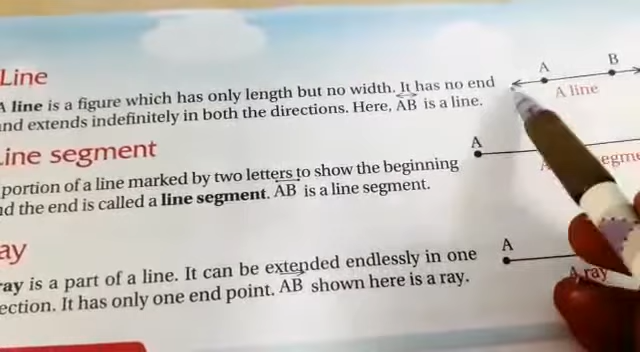 Line
A line is a figure which has only length but no width. It has no end
nd extends indefinitely in both the directions. Here, AB is a line.
A B
A line
ine segment
portion of a line marked by two letters to show the beginning
d the end is called a line segment. AB is a line segment.
A
egme
ay
ray is a part of a line. It can be extended endlessly in one
ection. It has only one end point. AB shown here is a ray.
A
A ray